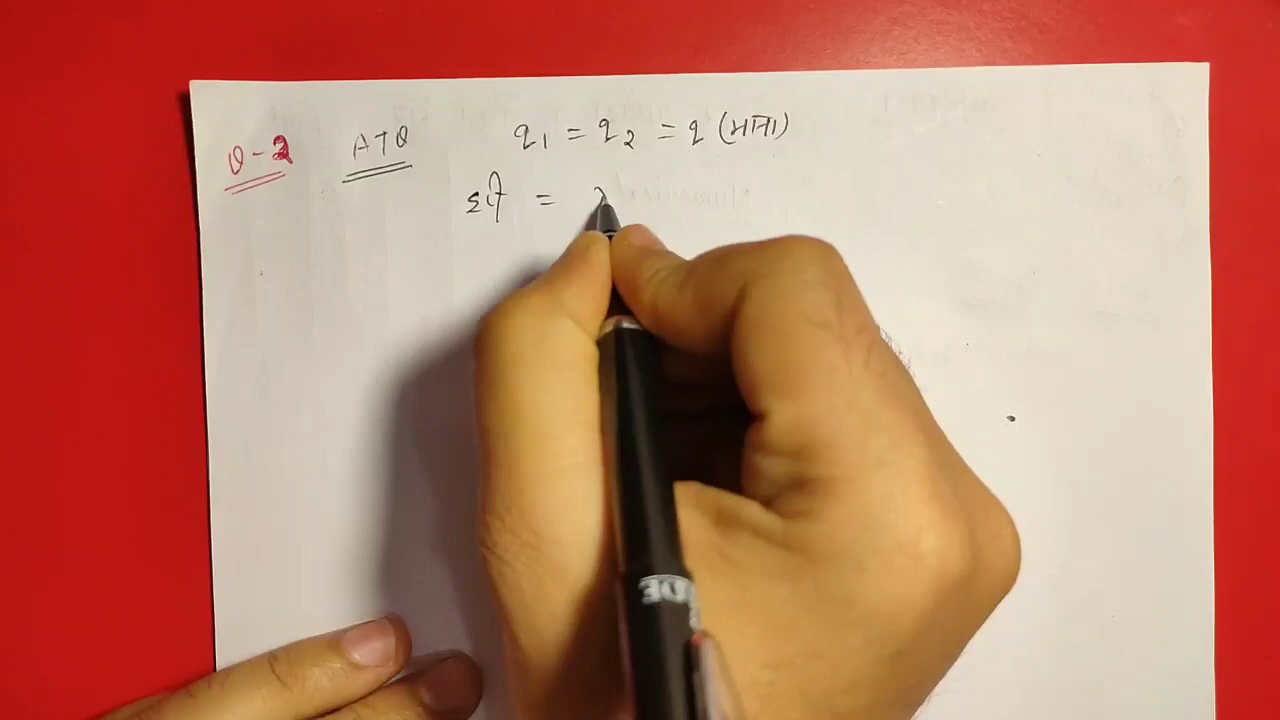 Q-2 ATQ q₁ = q₂ = q (माना)
=